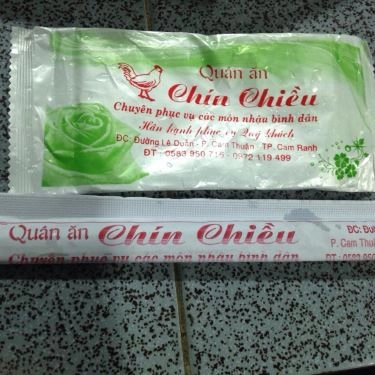 Quán ăn
Chín Chiều
Chuyên phục vụ các món nhậu bình dân
Hân hạnh phục vụ Quý Khách
ĐC: Đường Lê Duẩn - P. Cam Thuận - TP. Cam Ranh
ĐT : 0583 950 715 - 0972 119 499
Quán ăn Chín Chiều
Chuyên phục vụ các món nhậu bình dân
ĐC: Đư
P. Cam Thuậ
ĐT : 0583 950